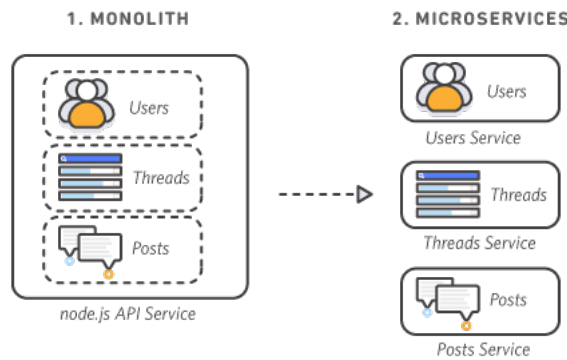 1. MONOLITH
Users
Threads
Posts
node.js API Service
2. MICROSERVICES
Users
Users Service
Threads
Threads Service
Posts
Posts Service